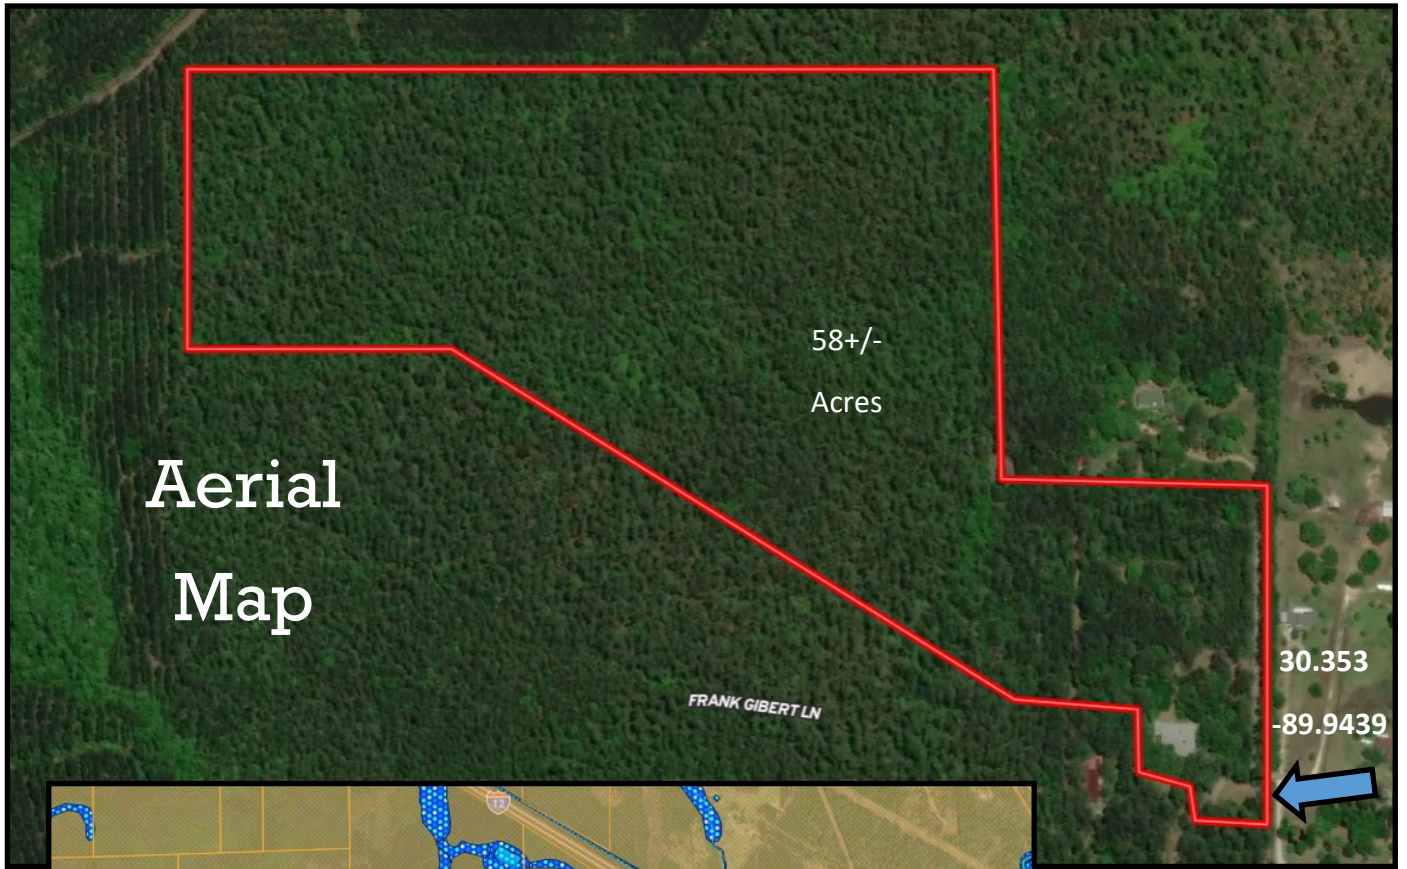 58+/-
Acres
Aerial
Map
30.353
-89.9439
FRANK GIBERT LN
12